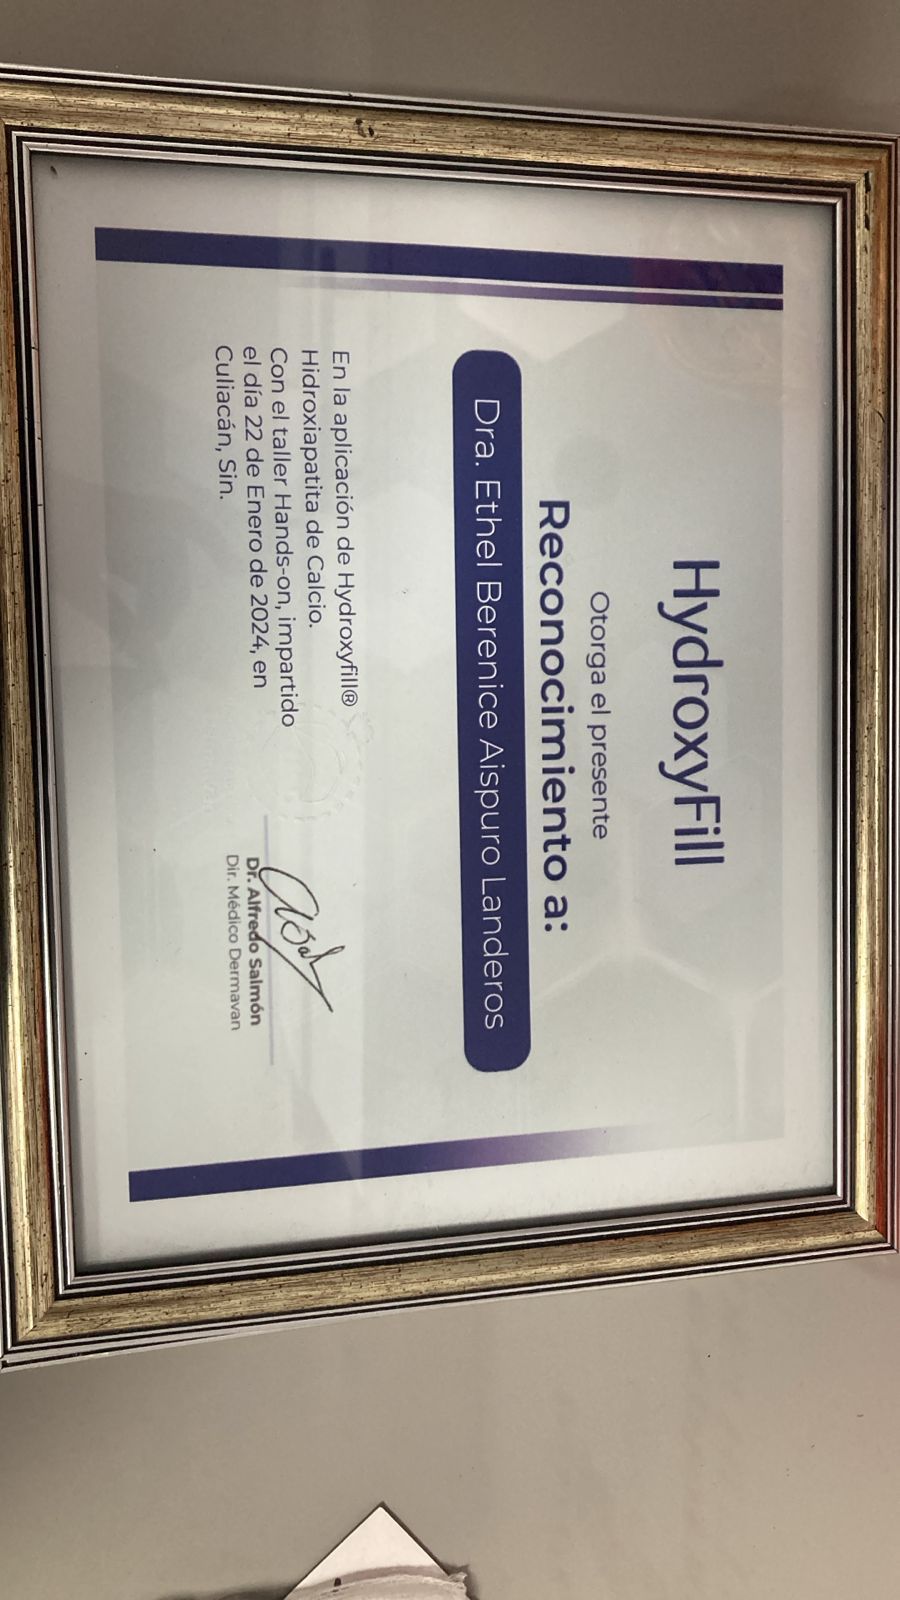 HydroxyFill
Otorga el presente
Reconocimiento a:
Dra. Ethel Berenice Aispuro Landeros
En la aplicación de Hydroxyfill®
Hidroxiapatita de Calcio.
Con el taller Hands-on, impartido
el día 22 de Enero de 2024, en
Culiacán, Sin.
Dr. Alfredo Salmón
Dir. Médico Dermavan